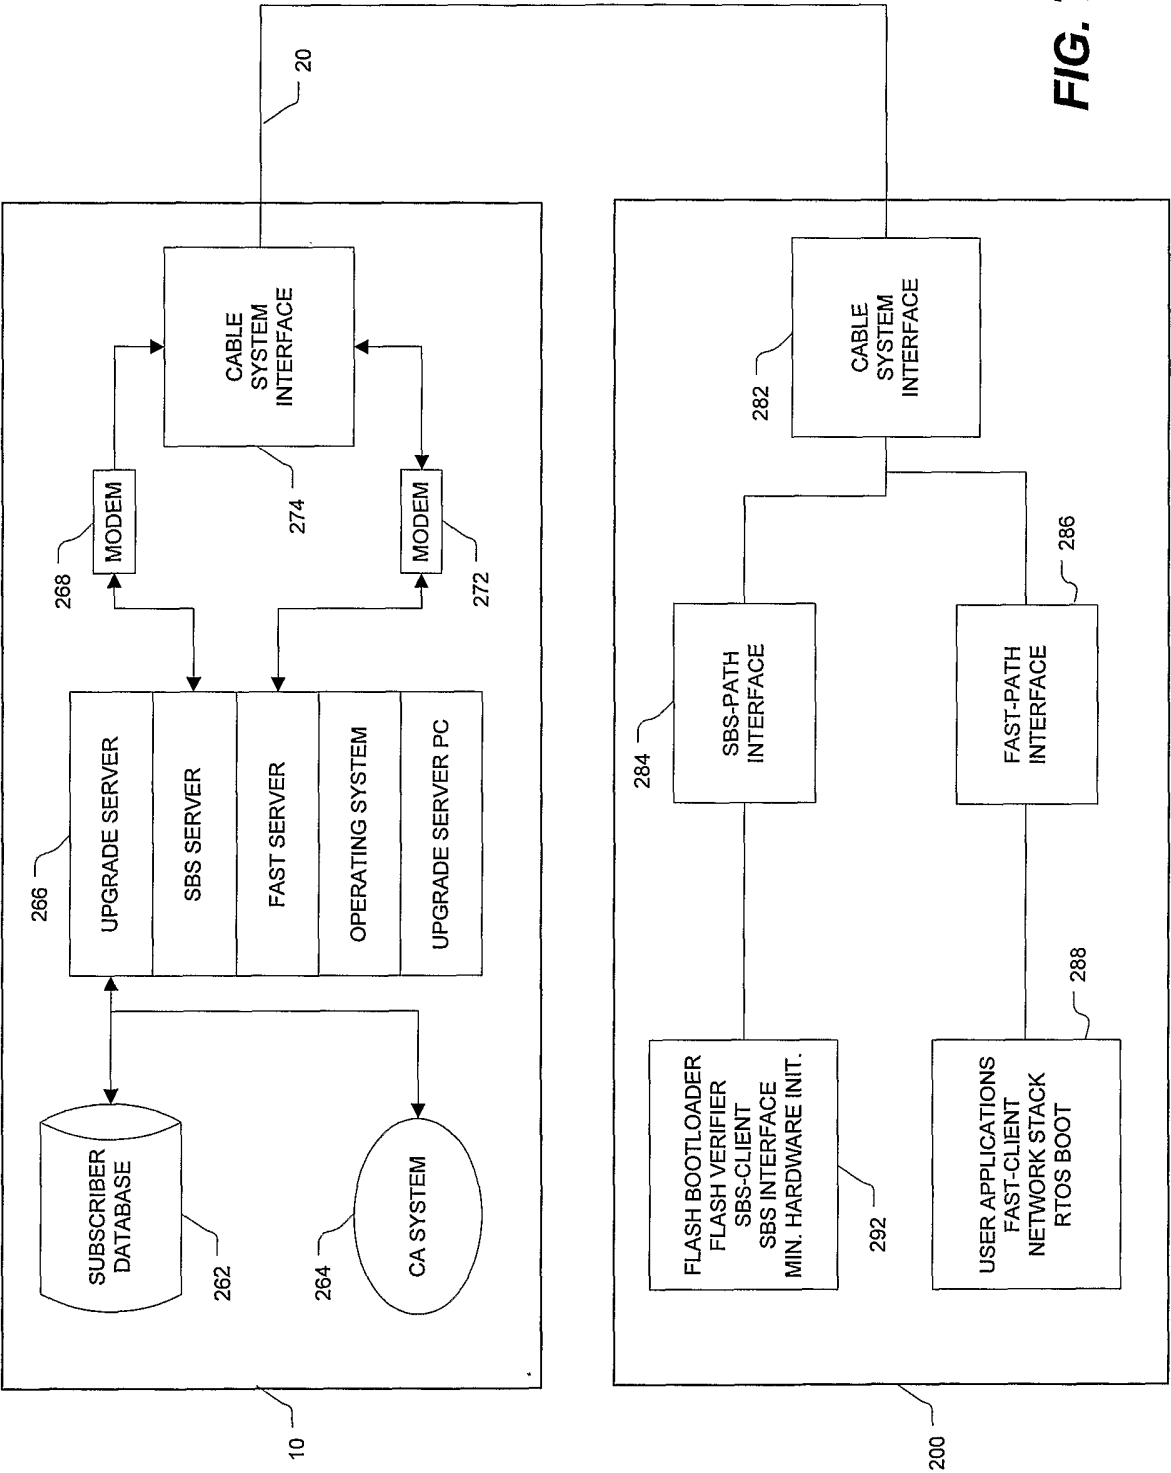 10
SUBSCRIBER
DATABASE
262
CA SYSTEM
264
266
UPGRADE SERVER
SBS SERVER
FAST SERVER
OPERATING SYSTEM
UPGRADE SERVER PC
268
MODEM
MODEM
272
CABLE
SYSTEM
INTERFACE
274
20
200
FLASH BOOTLOADER
FLASH VERIFIER
SBS-CLIENT
SBS INTERFACE
MIN. HARDWARE INIT.
292
USER APPLICATIONS
FAST-CLIENT
NETWORK STACK
RTOS BOOT
288
284
SBS-PATH
INTERFACE
FAST-PATH
INTERFACE
286
282
CABLE
SYSTEM
INTERFACE
FIG.